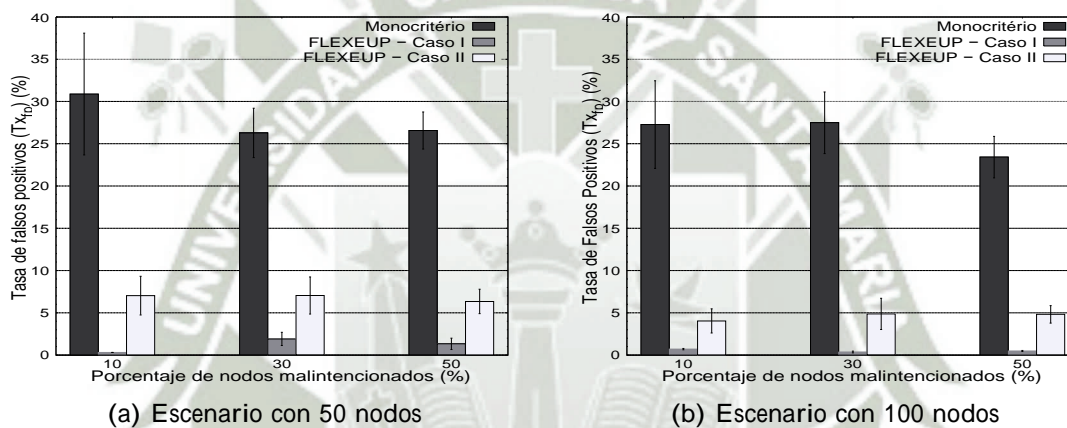 Tasa de falsos positivos (Tx_fp) (%)
40
35
30
25
20
15
10
5
0
Monocritério
FLEXEUP – Caso I
FLEXEUP – Caso II
10
30
50
Porcentaje de nodos malintencionados (%)
(a) Escenario con 50 nodos
Tasa de Falsos Positivos (Tx_fp) (%)
40
35
30
25
20
15
10
5
0
Monocritério
FLEXEUP – Caso I
FLEXEUP – Caso II
10
30
50
Porcentaje de nodos malintencionados (%)
(b) Escenario con 100 nodos
UNIVERSIDAD
SANTA MARI